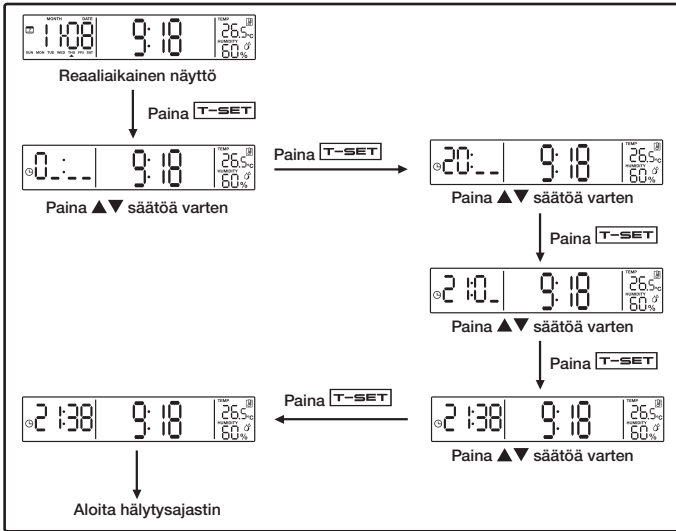 MONTH DATE
11 08 9:18 TEMP 26.5°C
SUN MON TUE WED THU FRI SAT HUMIDITY 60%
Reaaliaikainen näyttö
Paina T-SET
0_:_ _ 9:18 TEMP 26.5°C HUMIDITY 60%
Paina ▲▼ säätöä varten
Paina T-SET
20:_ _ 9:18 TEMP 26.5°C HUMIDITY 60%
Paina ▲▼ säätöä varten
Paina T-SET
21:0_ 9:18 TEMP 26.5°C HUMIDITY 60%
Paina ▲▼ säätöä varten
Paina T-SET
21:38 9:18 TEMP 26.5°C HUMIDITY 60%
Paina ▲▼ säätöä varten
Paina T-SET
21:38 9:18 TEMP 26.5°C HUMIDITY 60%
Aloita hälytysajastin